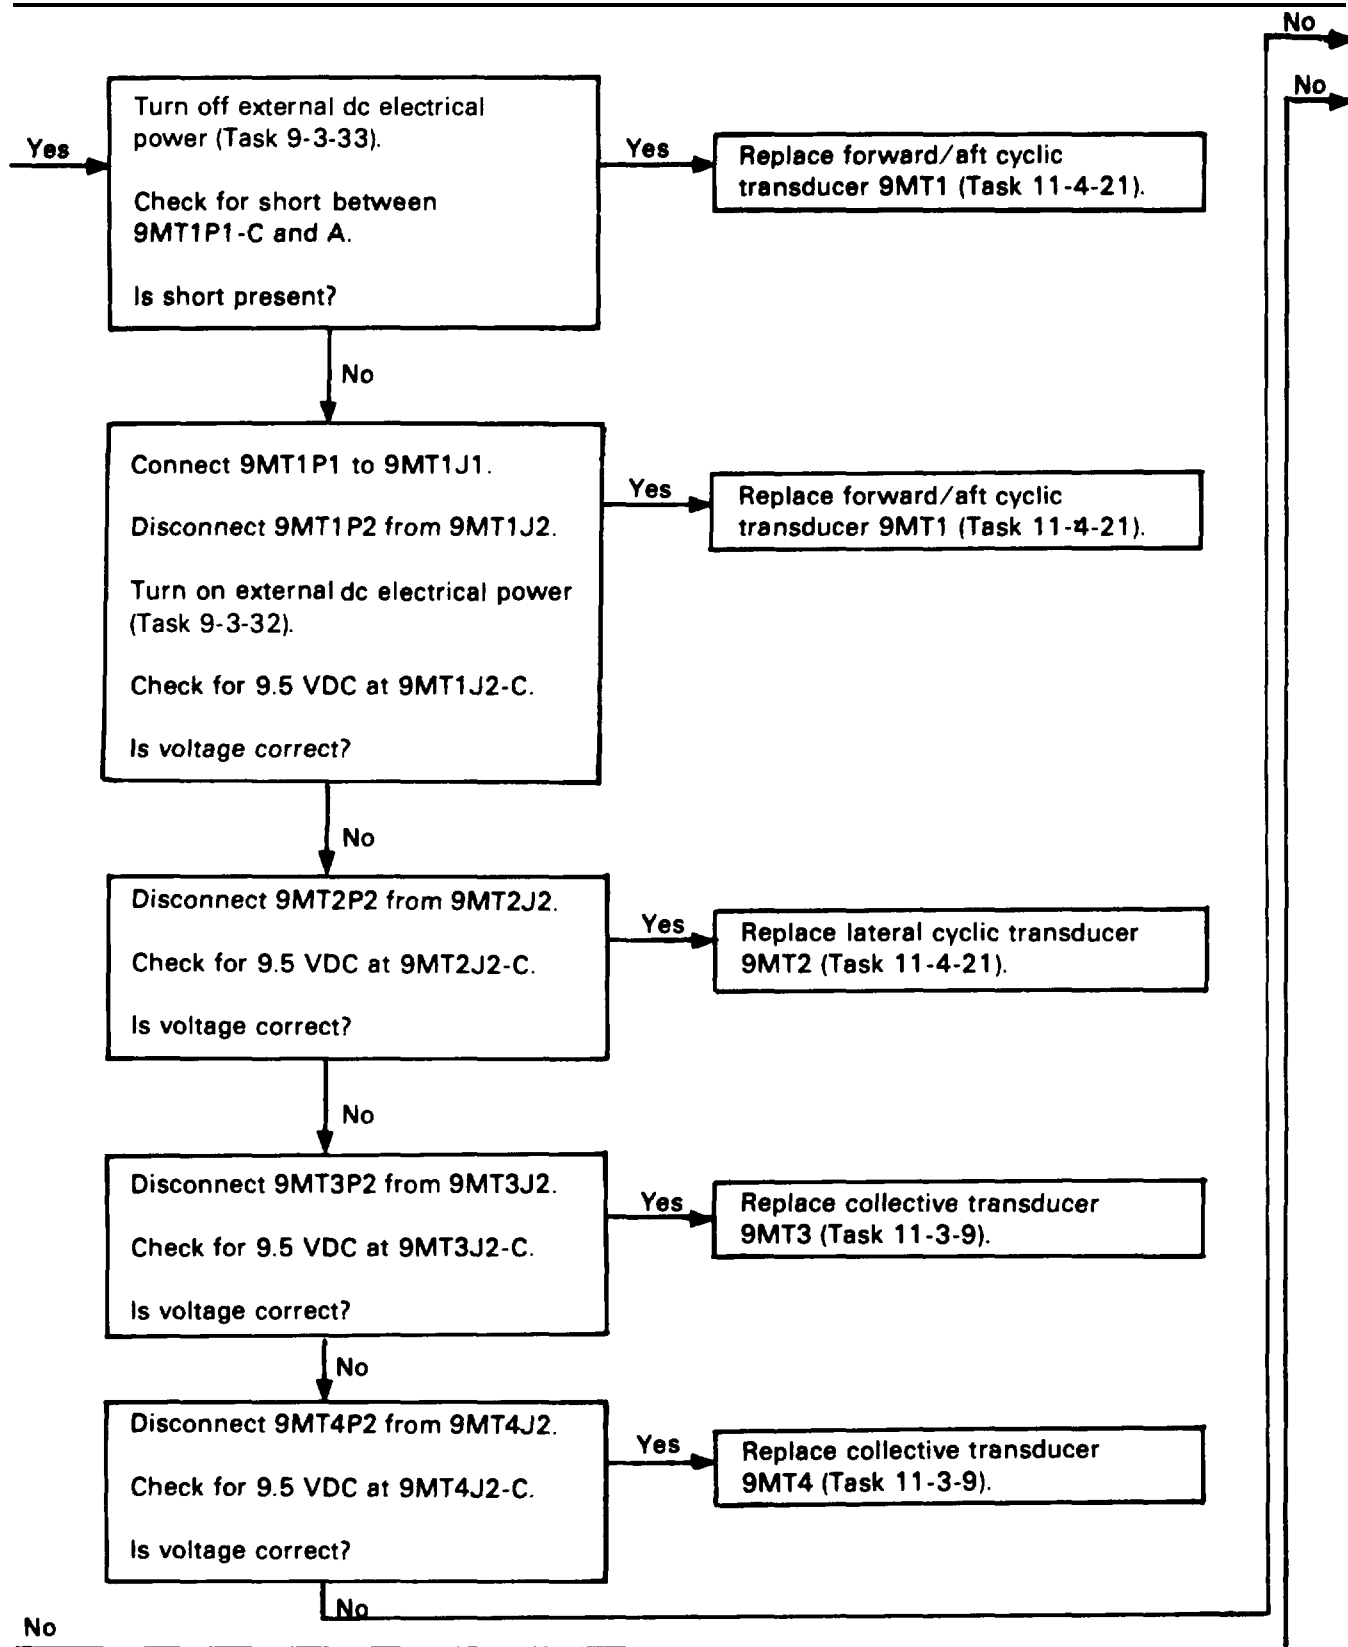 No
No
Yes
Turn off external dc electrical
power (Task 9-3-33).
Check for short between
9MT1P1-C and A.
Is short present?
Yes
Replace forward/aft cyclic
transducer 9MT1 (Task 11-4-21).
No
Connect 9MT1P1 to 9MT1J1.
Disconnect 9MT1P2 from 9MT1J2.
Turn on external dc electrical power
(Task 9-3-32).
Check for 9.5 VDC at 9MT1J2-C.
Is voltage correct?
Yes
Replace forward/aft cyclic
transducer 9MT1 (Task 11-4-21).
No
Disconnect 9MT2P2 from 9MT2J2.
Check for 9.5 VDC at 9MT2J2-C.
Is voltage correct?
Yes
Replace lateral cyclic transducer
9MT2 (Task 11-4-21).
No
Disconnect 9MT3P2 from 9MT3J2.
Check for 9.5 VDC at 9MT3J2-C.
Is voltage correct?
Yes
Replace collective transducer
9MT3 (Task 11-3-9).
No
Disconnect 9MT4P2 from 9MT4J2.
Check for 9.5 VDC at 9MT4J2-C.
Is voltage correct?
Yes
Replace collective transducer
9MT4 (Task 11-3-9).
No
No